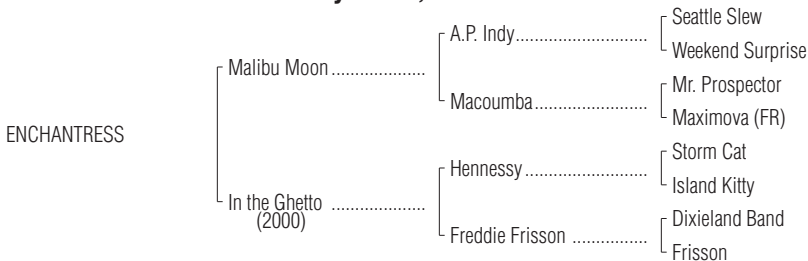 Seattle Slew
A.P. Indy...............................
Weekend Surprise
Malibu Moon ....................
Mr. Prospector
Macoumba..........................
Maximova (FR)
ENCHANTRESS
Storm Cat
Hennessy............................
Island Kitty
In the Ghetto ....................
(2000)
Dixieland Band
Freddie Frisson ................
Frisson